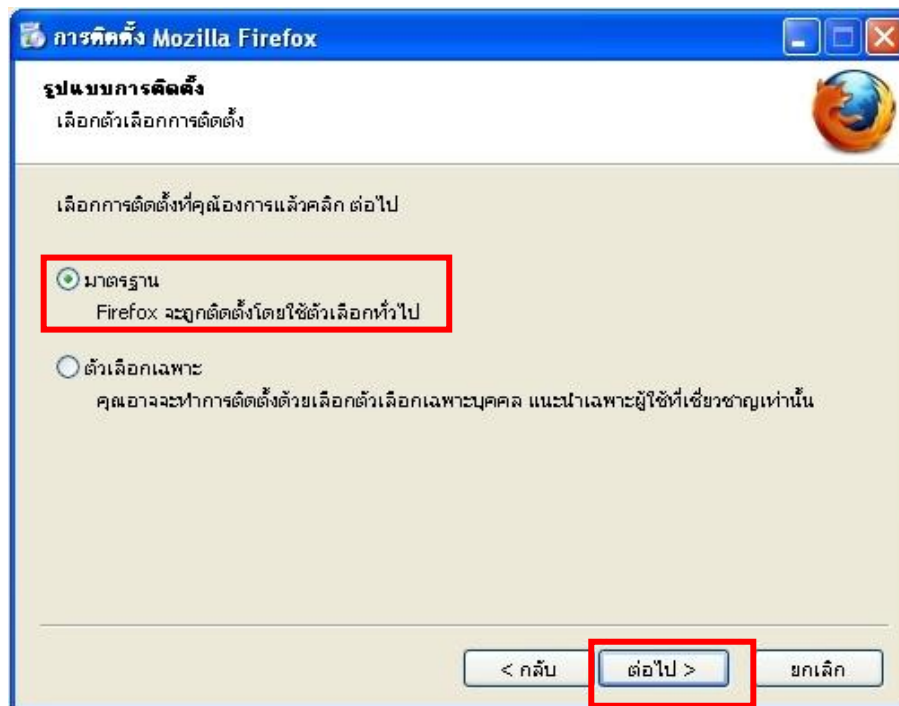 การติดตั้ง Mozilla Firefox
รูปแบบการติดตั้ง
เลือกตัวเลือกการติดตั้ง
เลือกการติดตั้งที่คุณ้องการแล้วคลิก ต่อไป
มาตรฐาน
Firefox จะถูกติดตั้งโดยใช้ตัวเลือกทั่วไป
ตัวเลือกเฉพาะ
คุณอาจจะทำการติดตั้งด้วยเลือกตัวเลือกเฉพาะบุคคล แนะนำเฉพาะผู้ใช้ที่เชี่ยวชาญเท่านั้น
< กลับ
ต่อไป >
ยกเลิก